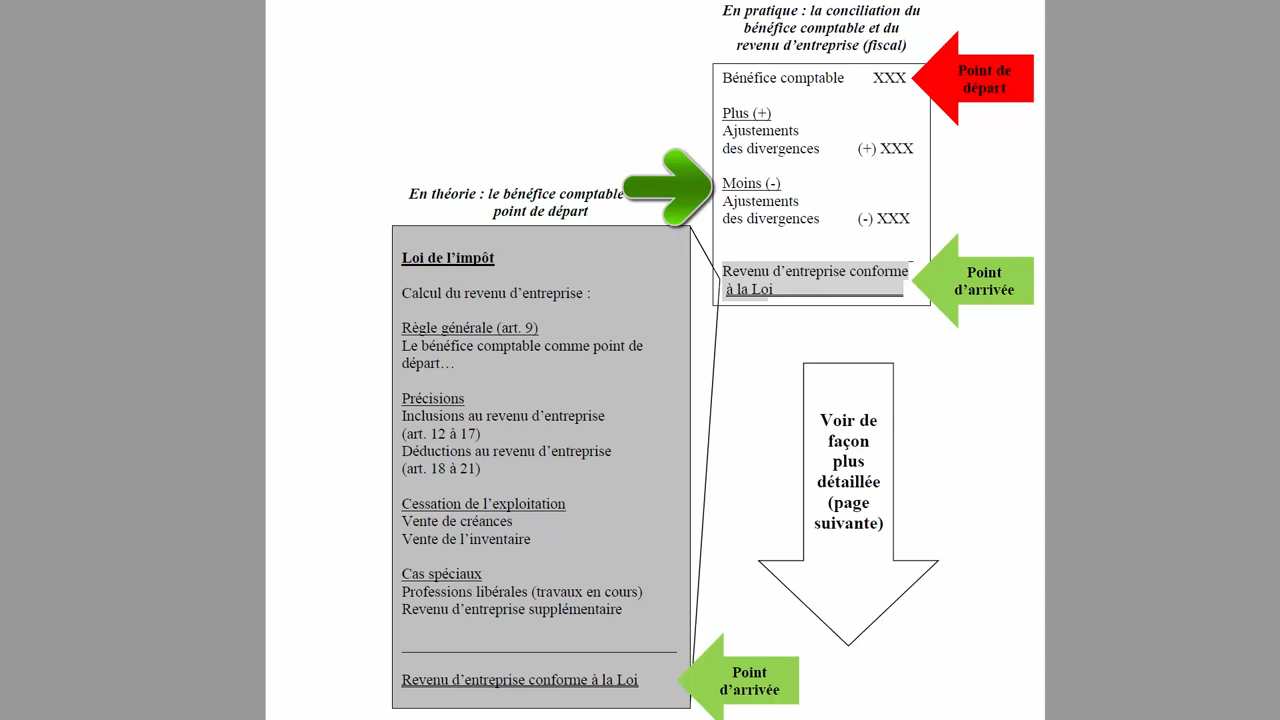 En pratique : la conciliation du
bénéfice comptable et du
revenu d'entreprise (fiscal)
Bénéfice comptable XXX
Point de
départ
Plus (+)
Ajustements
des divergences (+) XXX
Moins (-)
Ajustements
des divergences (-) XXX
Revenu d'entreprise conforme
à la Loi
Point
d'arrivée
En théorie : le bénéfice comptable
point de départ
Loi de l'impôt
Calcul du revenu d'entreprise :
Règle générale (art. 9)
Le bénéfice comptable comme point de
départ…
Précisions
Inclusions au revenu d'entreprise
(art. 12 à 17)
Déductions au revenu d'entreprise
(art. 18 à 21)
Cessation de l'exploitation
Vente de créances
Vente de l'inventaire
Cas spéciaux
Professions libérales (travaux en cours)
Revenu d'entreprise supplémentaire
Revenu d'entreprise conforme à la Loi
Point
d'arrivée
Voir de
façon
plus
détaillée
(page
suivante)